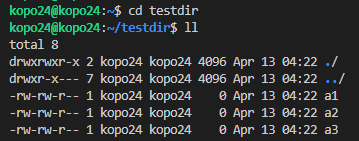 kopo24@kopo24:~$ cd testdir
kopo24@kopo24:~/testdir$ ll
total 8
drwxrwxr-x 2 kopo24 kopo24 4096 Apr 13 04:22 ./
drwxr-x--- 7 kopo24 kopo24 4096 Apr 13 04:22 ../
-rw-rw-r-- 1 kopo24 kopo24    0 Apr 13 04:22 a1
-rw-rw-r-- 1 kopo24 kopo24    0 Apr 13 04:22 a2
-rw-rw-r-- 1 kopo24 kopo24    0 Apr 13 04:22 a3